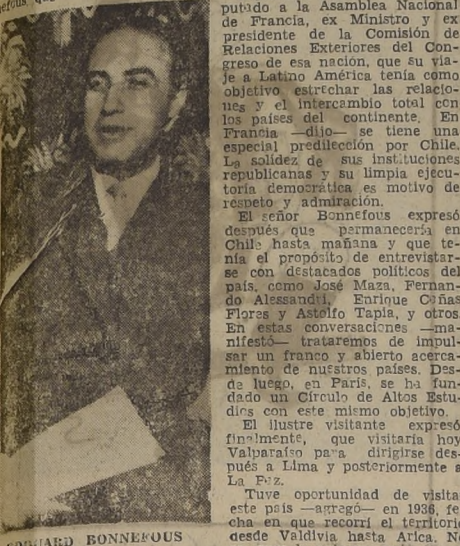 putado a la Asamblea Nacional
de Francia, ex Ministro y ex
presidente de la Comisión de
Relaciones Exteriores del Con-
greso de esa nación, que su via-
je a Latino América tenía como
objetivo estrechar las relacio-
nes y el intercambio total con
los países del continente. En
Francia —dijo— se tiene una
especial predilección por Chile.
La solidez de sus instituciones
republicanas y su limpia ejecu-
toria democrática es motivo de
respeto y admiración.
El señor Bonnefous expresó
después que permanecería en
Chile hasta mañana y que te-
nía el propósito de entrevistar-
se con destacados políticos del
país, como José Maza, Fernan-
do Alessandri, Enrique Cañas
Flores y Astolfo Tapia, y otros.
En estas conversaciones —ma-
nifestó— trataremos de impul-
sar un franco y abierto acerca-
miento de nuestros países. Des-
de luego, en París, se ha fun-
dado un Círculo de Altos Estu-
dios con este mismo objetivo.
El ilustre visitante expresó
finalmente, que visitaría hoy
Valparaíso para dirigirse des-
pués a Lima y posteriormente a
La Paz.
Tuve oportunidad de visita
este país —agregó— en 1936, fe
cha en que recorrí el territorio
desde Valdivia hasta Arica. N
BONNEFOUS